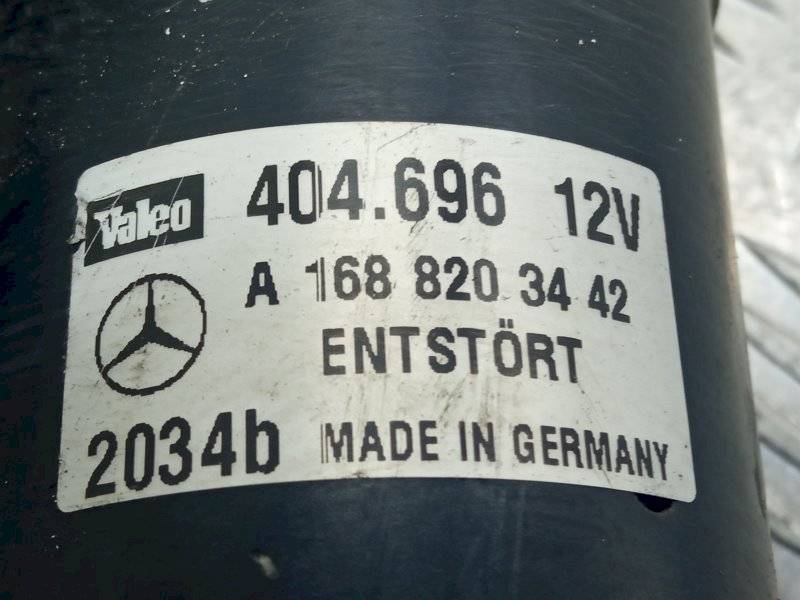 Valeo 404.696 12V
A 168 820 34 42
ENTSTÖRT
2034b MADE IN GERMANY